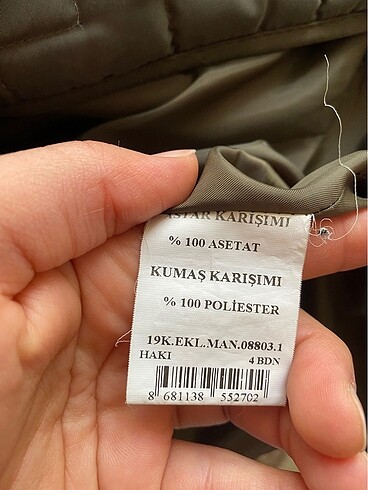 ASTAR KARIŞIMI
% 100 ASETAT
KUMAŞ KARIŞIMI
% 100 POLİESTER
19K.EKL.MAN.08803.1
HAKI 4 BDN
8 681138 552702